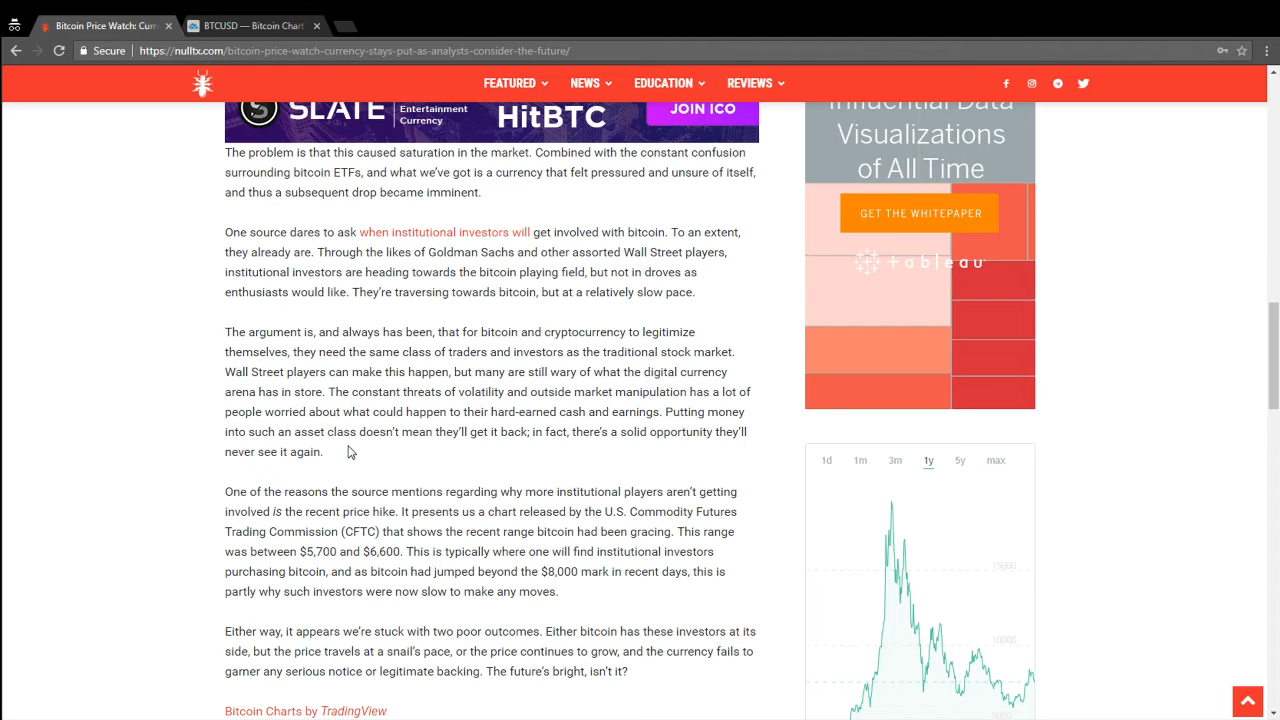 Bitcoin Price Watch: Curr
BTCUSD — Bitcoin Chart
Secure
https://nulltx.com/bitcoin-price-watch-currency-stays-put-as-analysts-consider-the-future/
FEATURED
NEWS
EDUCATION
REVIEWS
SLATE
Entertainment
Currency
HitBTC
JOIN ICO
The problem is that this caused saturation in the market. Combined with the constant confusion
surrounding bitcoin ETFs, and what we've got is a currency that felt pressured and unsure of itself,
and thus a subsequent drop became imminent.
One source dares to ask when institutional investors will get involved with bitcoin. To an extent,
they already are. Through the likes of Goldman Sachs and other assorted Wall Street players,
institutional investors are heading towards the bitcoin playing field, but not in droves as
enthusiasts would like. They're traversing towards bitcoin, but at a relatively slow pace.
The argument is, and always has been, that for bitcoin and cryptocurrency to legitimize
themselves, they need the same class of traders and investors as the traditional stock market.
Wall Street players can make this happen, but many are still wary of what the digital currency
arena has in store. The constant threats of volatility and outside market manipulation has a lot of
people worried about what could happen to their hard-earned cash and earnings. Putting money
into such an asset class doesn't mean they'll get it back; in fact, there's a solid opportunity they'll
never see it again.
One of the reasons the source mentions regarding why more institutional players aren't getting
involved is the recent price hike. It presents us a chart released by the U.S. Commodity Futures
Trading Commission (CFTC) that shows the recent range bitcoin had been gracing. This range
was between $5,700 and $6,600. This is typically where one will find institutional investors
purchasing bitcoin, and as bitcoin had jumped beyond the $8,000 mark in recent days, this is
partly why such investors were now slow to make any moves.
Either way, it appears we're stuck with two poor outcomes. Either bitcoin has these investors at its
side, but the price travels at a snail's pace, or the price continues to grow, and the currency fails to
garner any serious notice or legitimate backing. The future's bright, isn't it?
Bitcoin Charts by TradingView
Influential Data
Visualizations
of All Time
GET THE WHITEPAPER
+ableau
1d 1m 3m 1y 5y max
15000
10000
5000